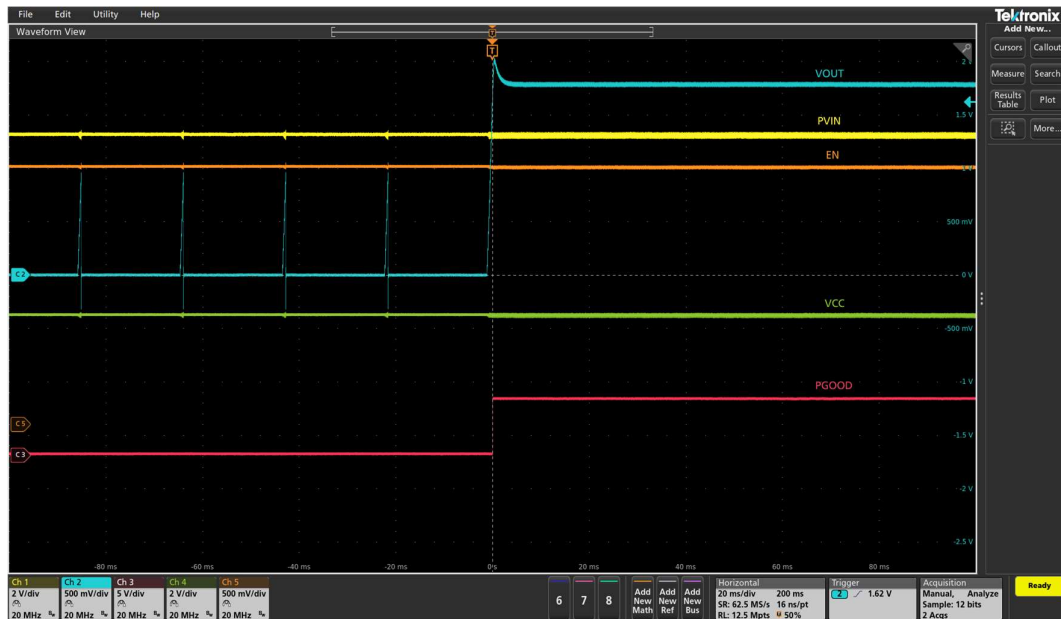 File Edit Utility Help
Tektronix
Waveform View
Add New...
T
T
Cursors Callout
2 V
VOUT
Measure Search
Results Table Plot
1.5 V
PVIN
More...
EN
1 V
500 mV
C 2
0 V
VCC
-500 mV
-1 V
PGOOD
C 5
-1.5 V
C 3
-2 V
-2.5 V
-80 ms -60 ms -40 ms -20 ms 0 s 20 ms 40 ms 60 ms 80 ms
Ch 1 Ch 2 Ch 3 Ch 4 Ch 5
2 V/div 500 mV/div 5 V/div 2 V/div 500 mV/div
20 MHz 20 MHz 20 MHz 20 MHz 20 MHz
6 7 8
Add New Math
Add New Ref
Add New Bus
Horizontal
20 ms/div 200 ms
SR: 62.5 MS/s 16 ns/pt
RL: 12.5 Mpts 50%
Trigger
2 1.62 V
Acquisition
Manual, Analyze
Sample: 12 bits
2 Acqs
Ready